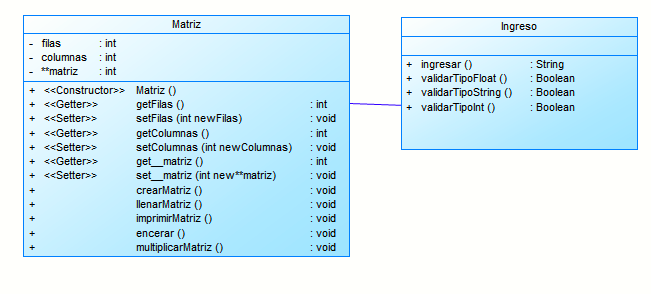 Matriz
- filas : int
- columnas : int
- **matriz : int
+ <<Constructor>> Matriz ()
+ <<Getter>> getFilas () : int
+ <<Setter>> setFilas (int newFilas) : void
+ <<Getter>> getColumnas () : int
+ <<Setter>> setColumnas (int newColumnas) : void
+ <<Getter>> get__matriz () : int
+ <<Setter>> set__matriz (int new**matriz) : void
+ crearMatriz () : void
+ llenarMatriz () : void
+ imprimirMatriz () : void
+ encerar () : void
+ multiplicarMatriz () : void
Ingreso
+ ingresar () : String
+ validarTipoFloat () : Boolean
+ validarTipoString () : Boolean
+ validarTipoInt () : Boolean